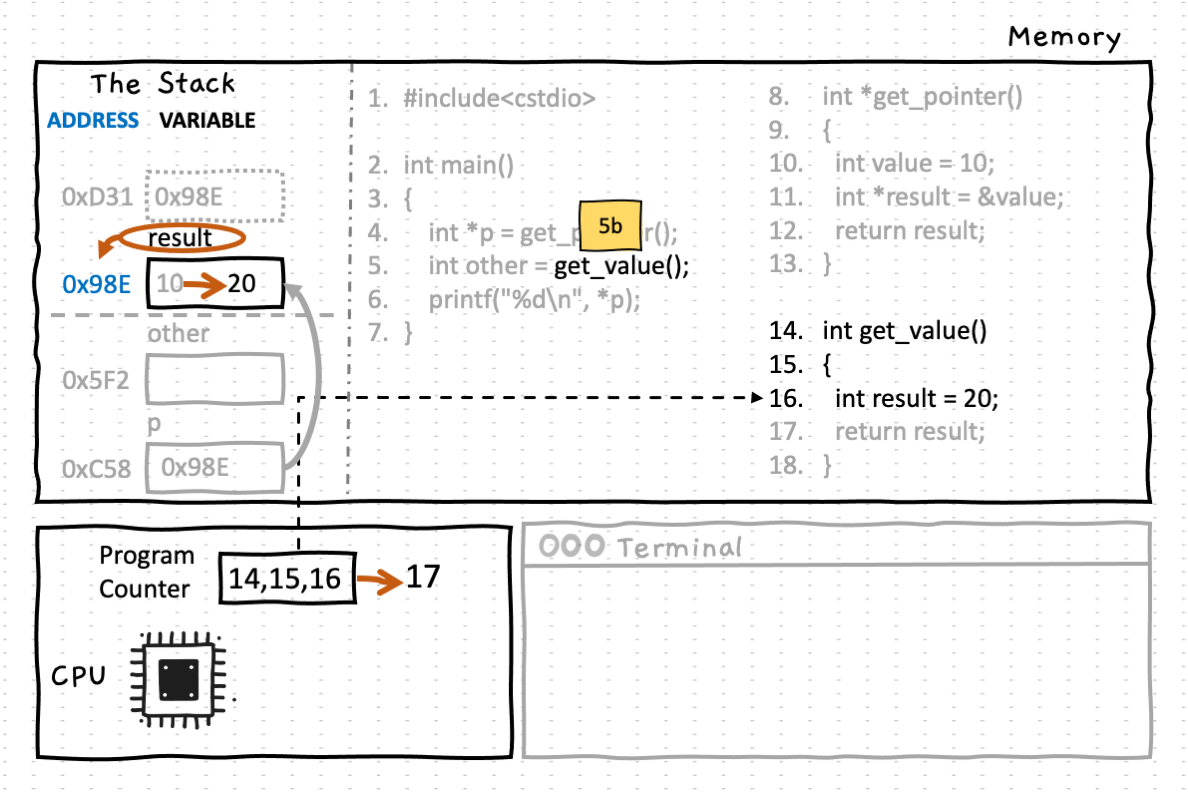 Memory
The Stack
ADDRESS VARIABLE
0xD31 0x98E
result
0x98E 10 20
other
0x5F2
p
0xC58 0x98E
1. #include<cstdio>
2. int main()
3. {
4. int *p = get_p r();
5b
5. int other = get_value();
6. printf("%d\n", *p);
7. }
8. int *get_pointer()
9. {
10. int value = 10;
11. int *result = &value;
12. return result;
13. }
14. int get_value()
15. {
16. int result = 20;
17. return result;
18. }
Program
Counter
14,15,16 17
CPU
Terminal